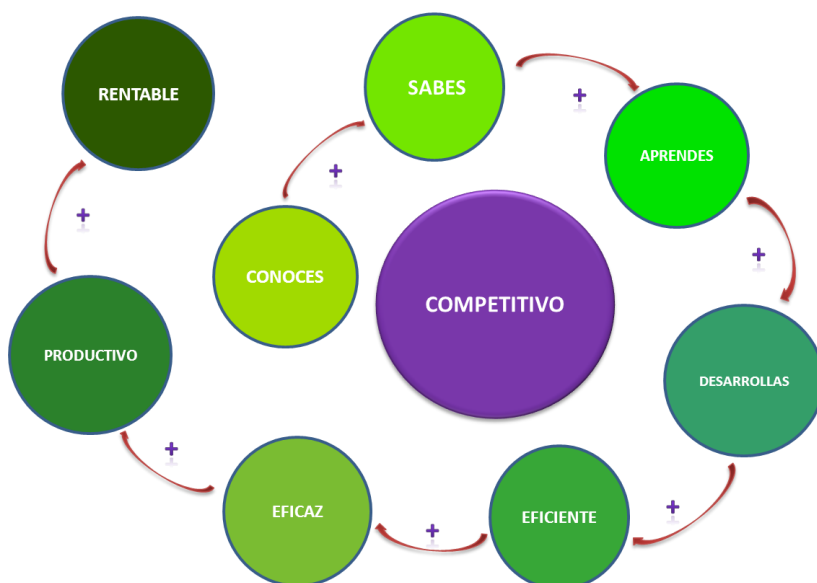 CONOCES
+
SABES
+
APRENDES
+
DESARROLLAS
+
EFICIENTE
+
EFICAZ
+
PRODUCTIVO
+
RENTABLE
COMPETITIVO